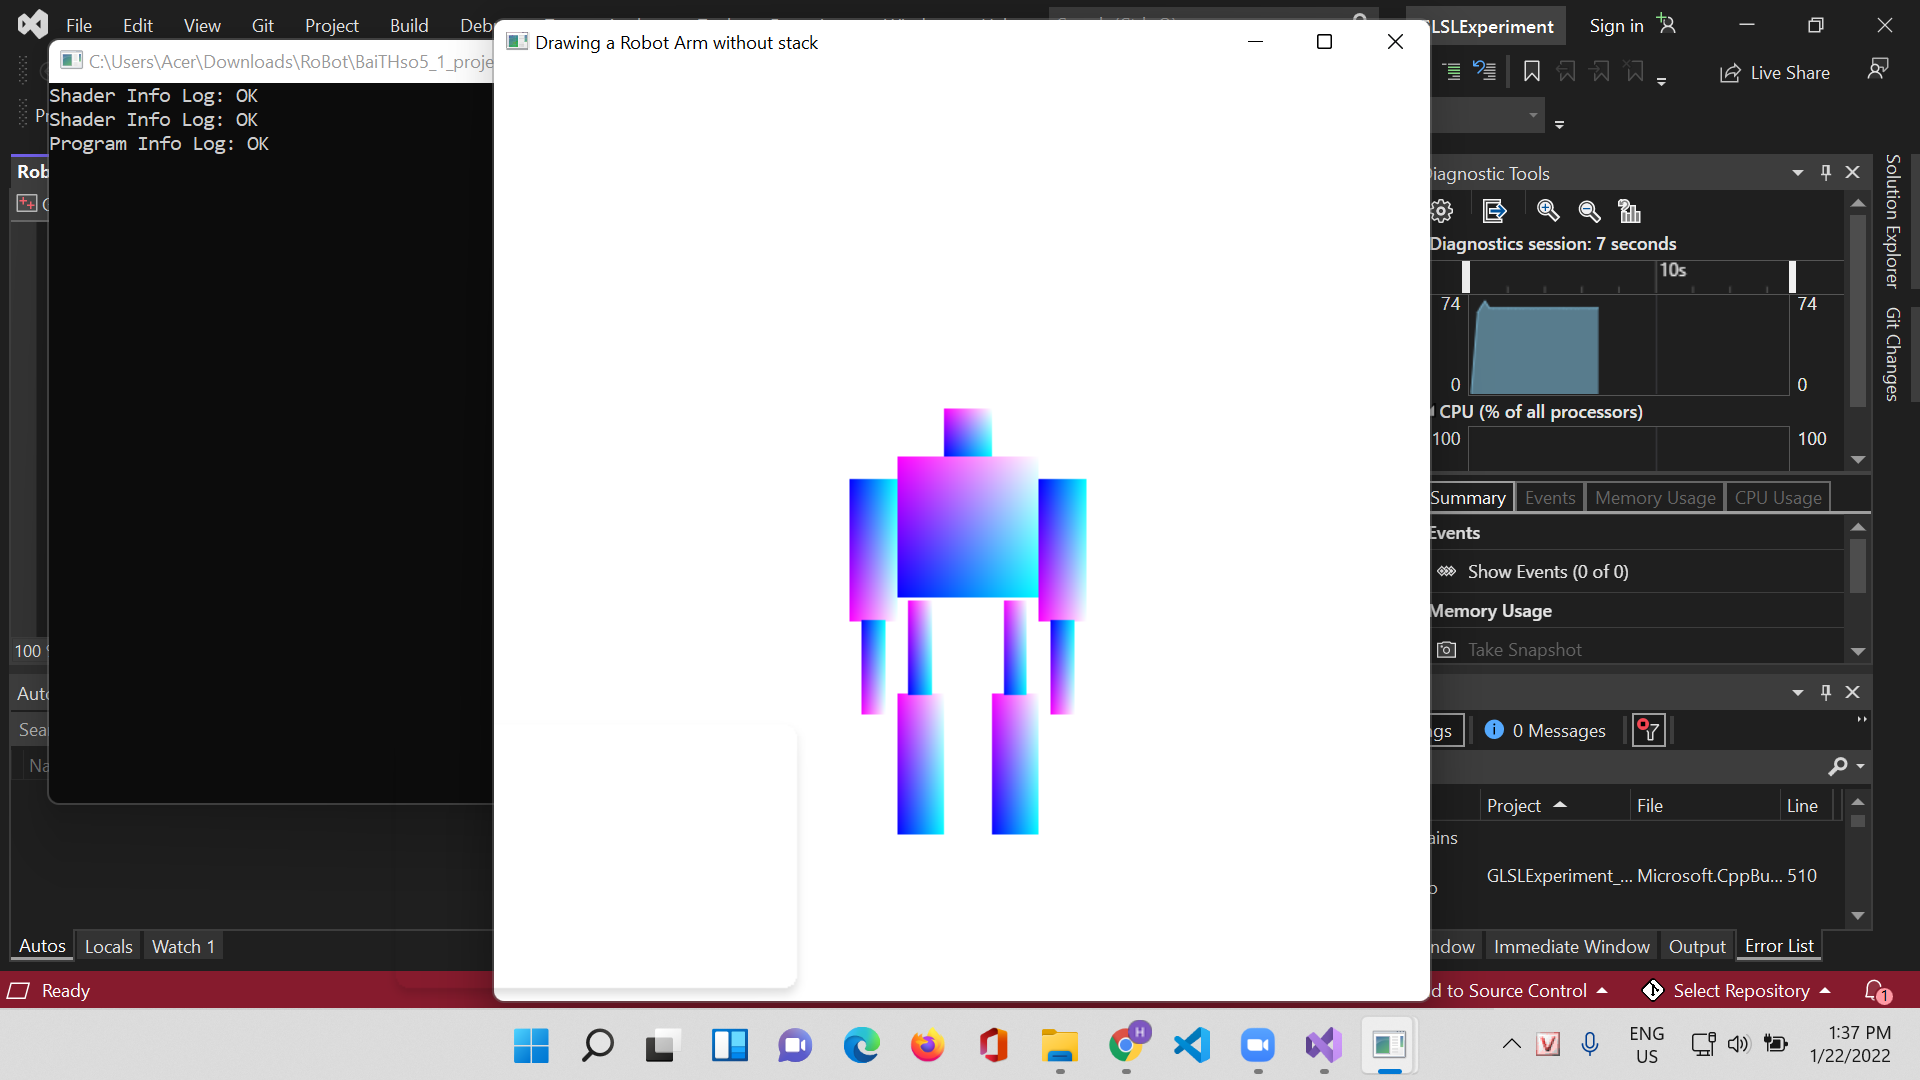 File Edit View Git Project Build
LSLExperiment
Sign in
Drawing a Robot Arm without stack
C:\Users\Acer\Downloads\RoBot\BaiTHso5_1_proje
Live Share
Shader Info Log: OK
Shader Info Log: OK
Program Info Log: OK
Rob
Diagnostic Tools
Solution Explorer
Git Changes
Diagnostics session: 7 seconds
10s
74 74
0 0
CPU (% of all processors)
100 100
Summary Events Memory Usage CPU Usage
Events
Show Events (0 of 0)
Memory Usage
Take Snapshot
100 %
Auto
Sear
Na
gs 0 Messages
Project File Line
ains
GLSLExperiment_... Microsoft.CppBu... 510
Autos Locals Watch 1
ndow Immediate Window Output Error List
Ready
d to Source Control Select Repository 1
H
V
ENG
US
1:37 PM
1/22/2022